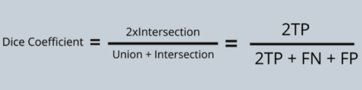 Dice Coefficient = 2xIntersection / Union + Intersection = 2TP / 2TP + FN + FP